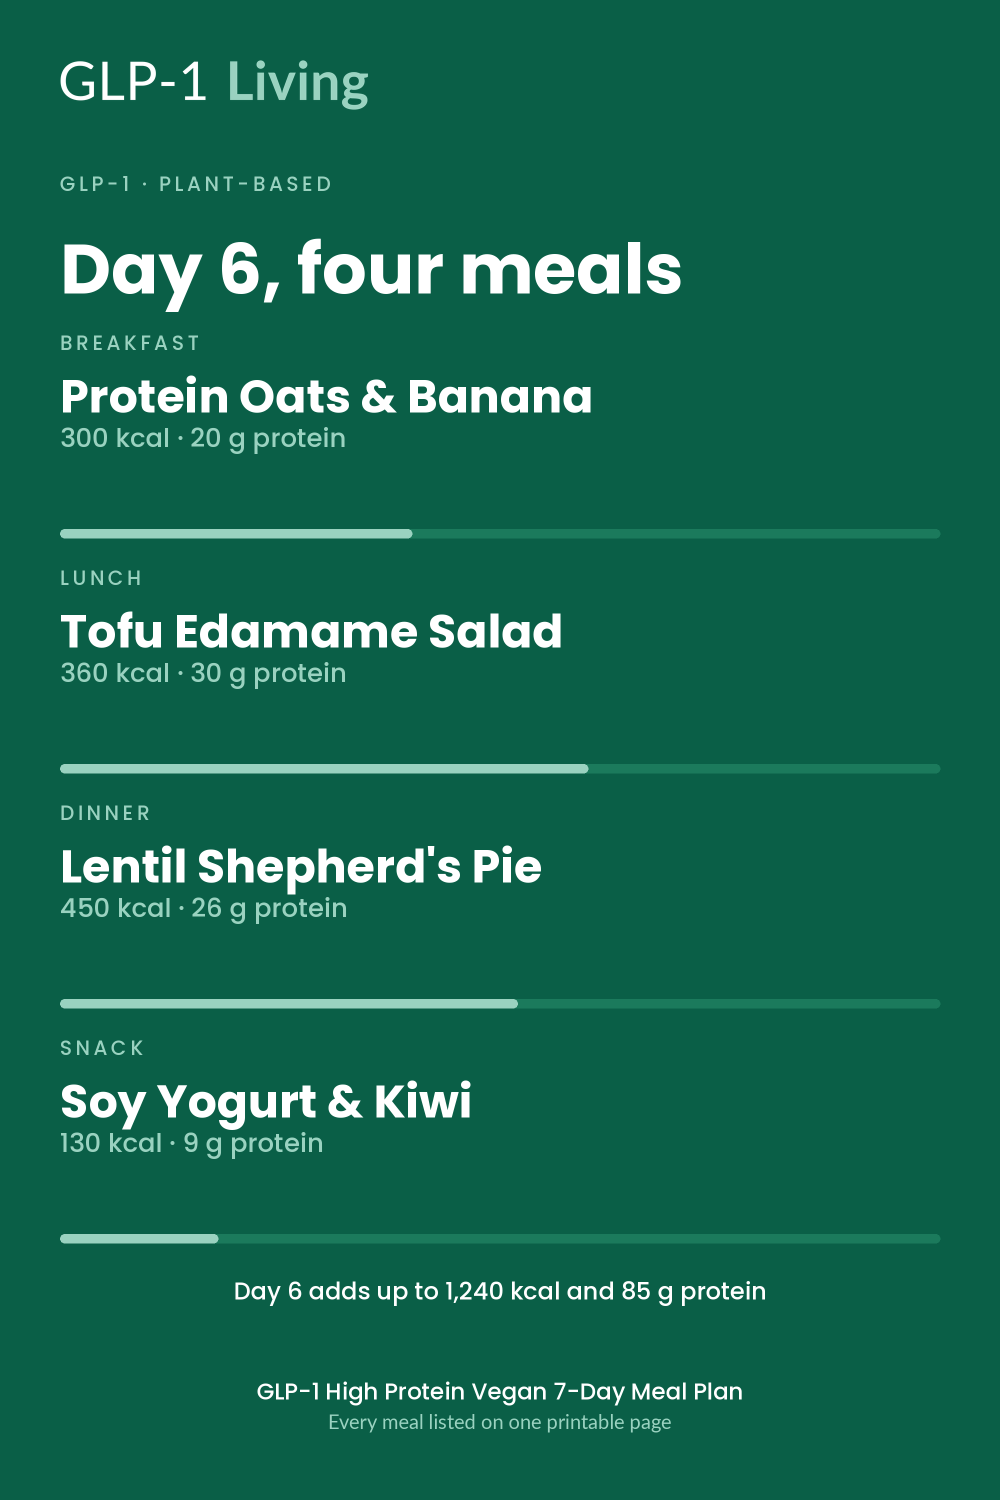 GLP-1 Living
GLP-1 · PLANT-BASED
Day 6, four meals
BREAKFAST
Protein Oats & Banana
300 kcal · 20 g protein
LUNCH
Tofu Edamame Salad
360 kcal · 30 g protein
DINNER
Lentil Shepherd's Pie
450 kcal · 26 g protein
SNACK
Soy Yogurt & Kiwi
130 kcal · 9 g protein
Day 6 adds up to 1,240 kcal and 85 g protein
GLP-1 High Protein Vegan 7-Day Meal Plan
Every meal listed on one printable page